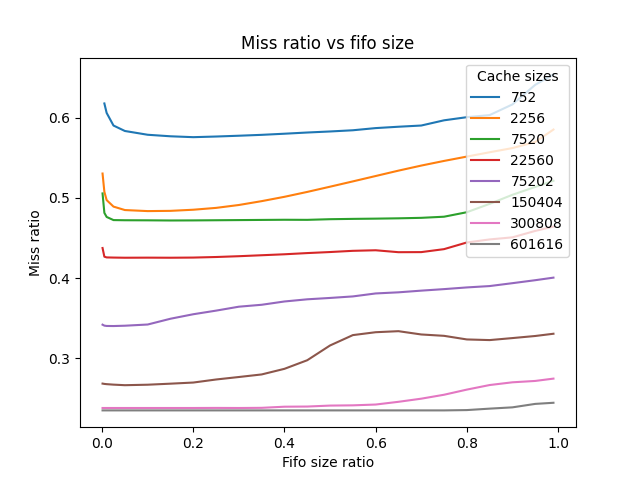 Miss ratio vs fifo size
Cache sizes
752
2256
7520
22560
75202
150404
300808
601616
Miss ratio
0.6
0.5
0.4
0.3
0.0 0.2 0.4 0.6 0.8 1.0
Fifo size ratio